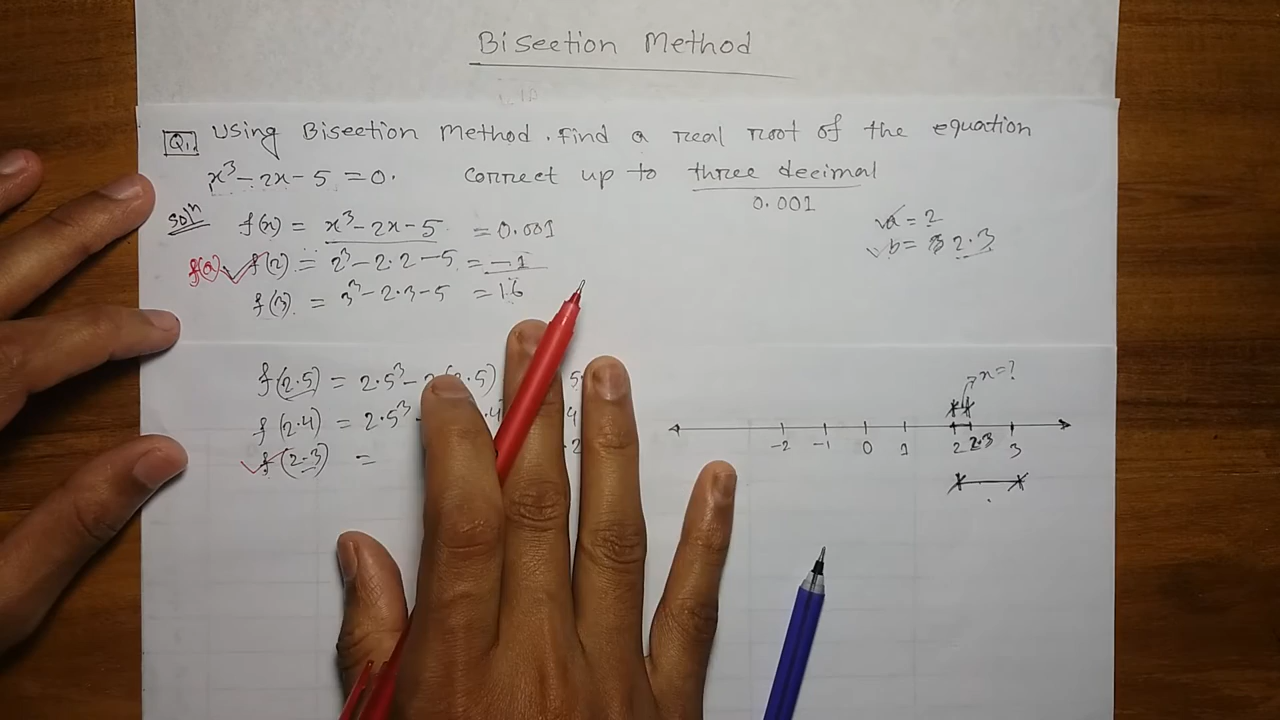 Bisection Method
Q1 Using Bisection Method. Find a real root of the equation
x³-2x-5=0. correct up to three decimal
0.001
Solⁿ f(x) = x³-2x-5 = 0.001
f(a) f(2) = 2³-2.2-5 = -1
f(3) = 3³-2.3-5 = 16
a = 2
b = 2.3
f(2.5) = 2.5³-
f(2.4) = 2.5³
f(2.3) =
x=?
-2 -1 0 1 2 2.3 3